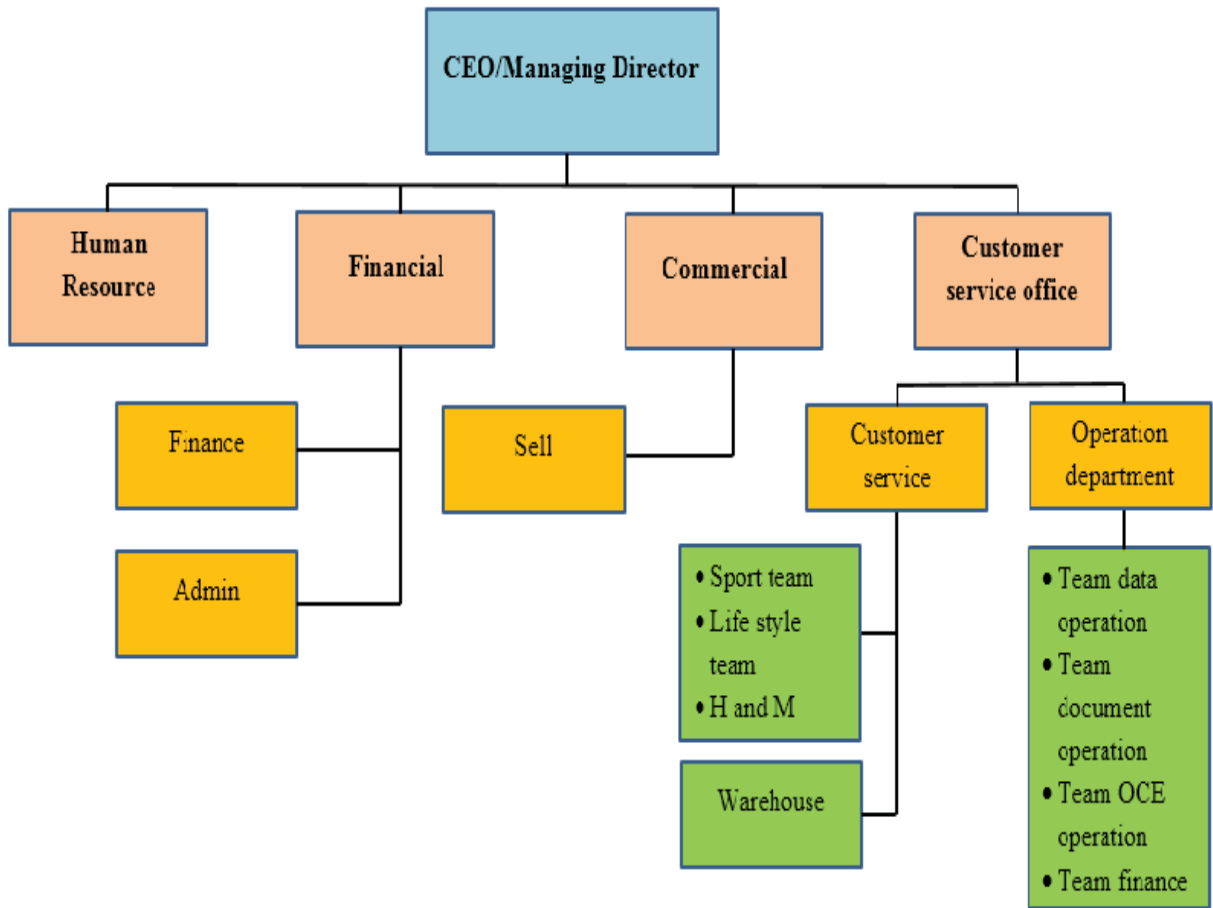 CEO/Managing Director
Human
Resource
Financial
Commercial
Customer
service office
Finance
Admin
Sell
Customer
service
Operation
department
• Sport team
• Life style
team
• H and M
Warehouse
• Team data
operation
• Team
document
operation
• Team OCE
operation
• Team finance